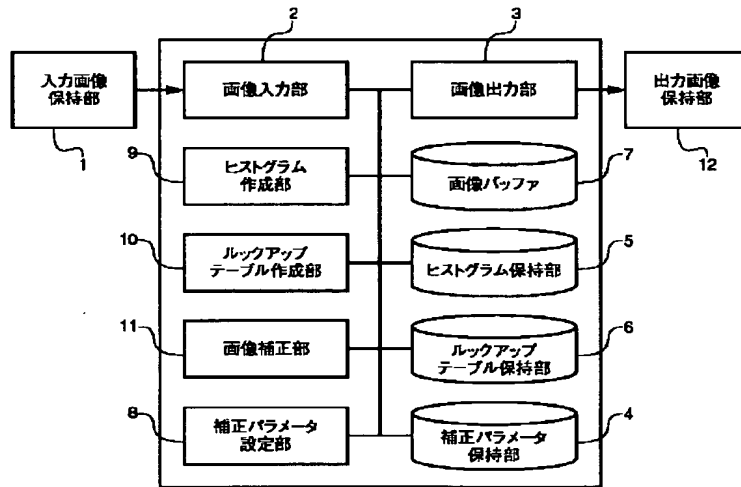 2
3
入力画像
保持部
画像入力部
画像出力部
出力画像
保持部
1
12
9
ヒストグラム
作成部
画像バッファ
7
10
ルックアップ
テーブル作成部
ヒストグラム保持部
5
11
画像補正部
ルックアップ
テーブル保持部
6
8
補正パラメータ
設定部
補正パラメータ
保持部
4